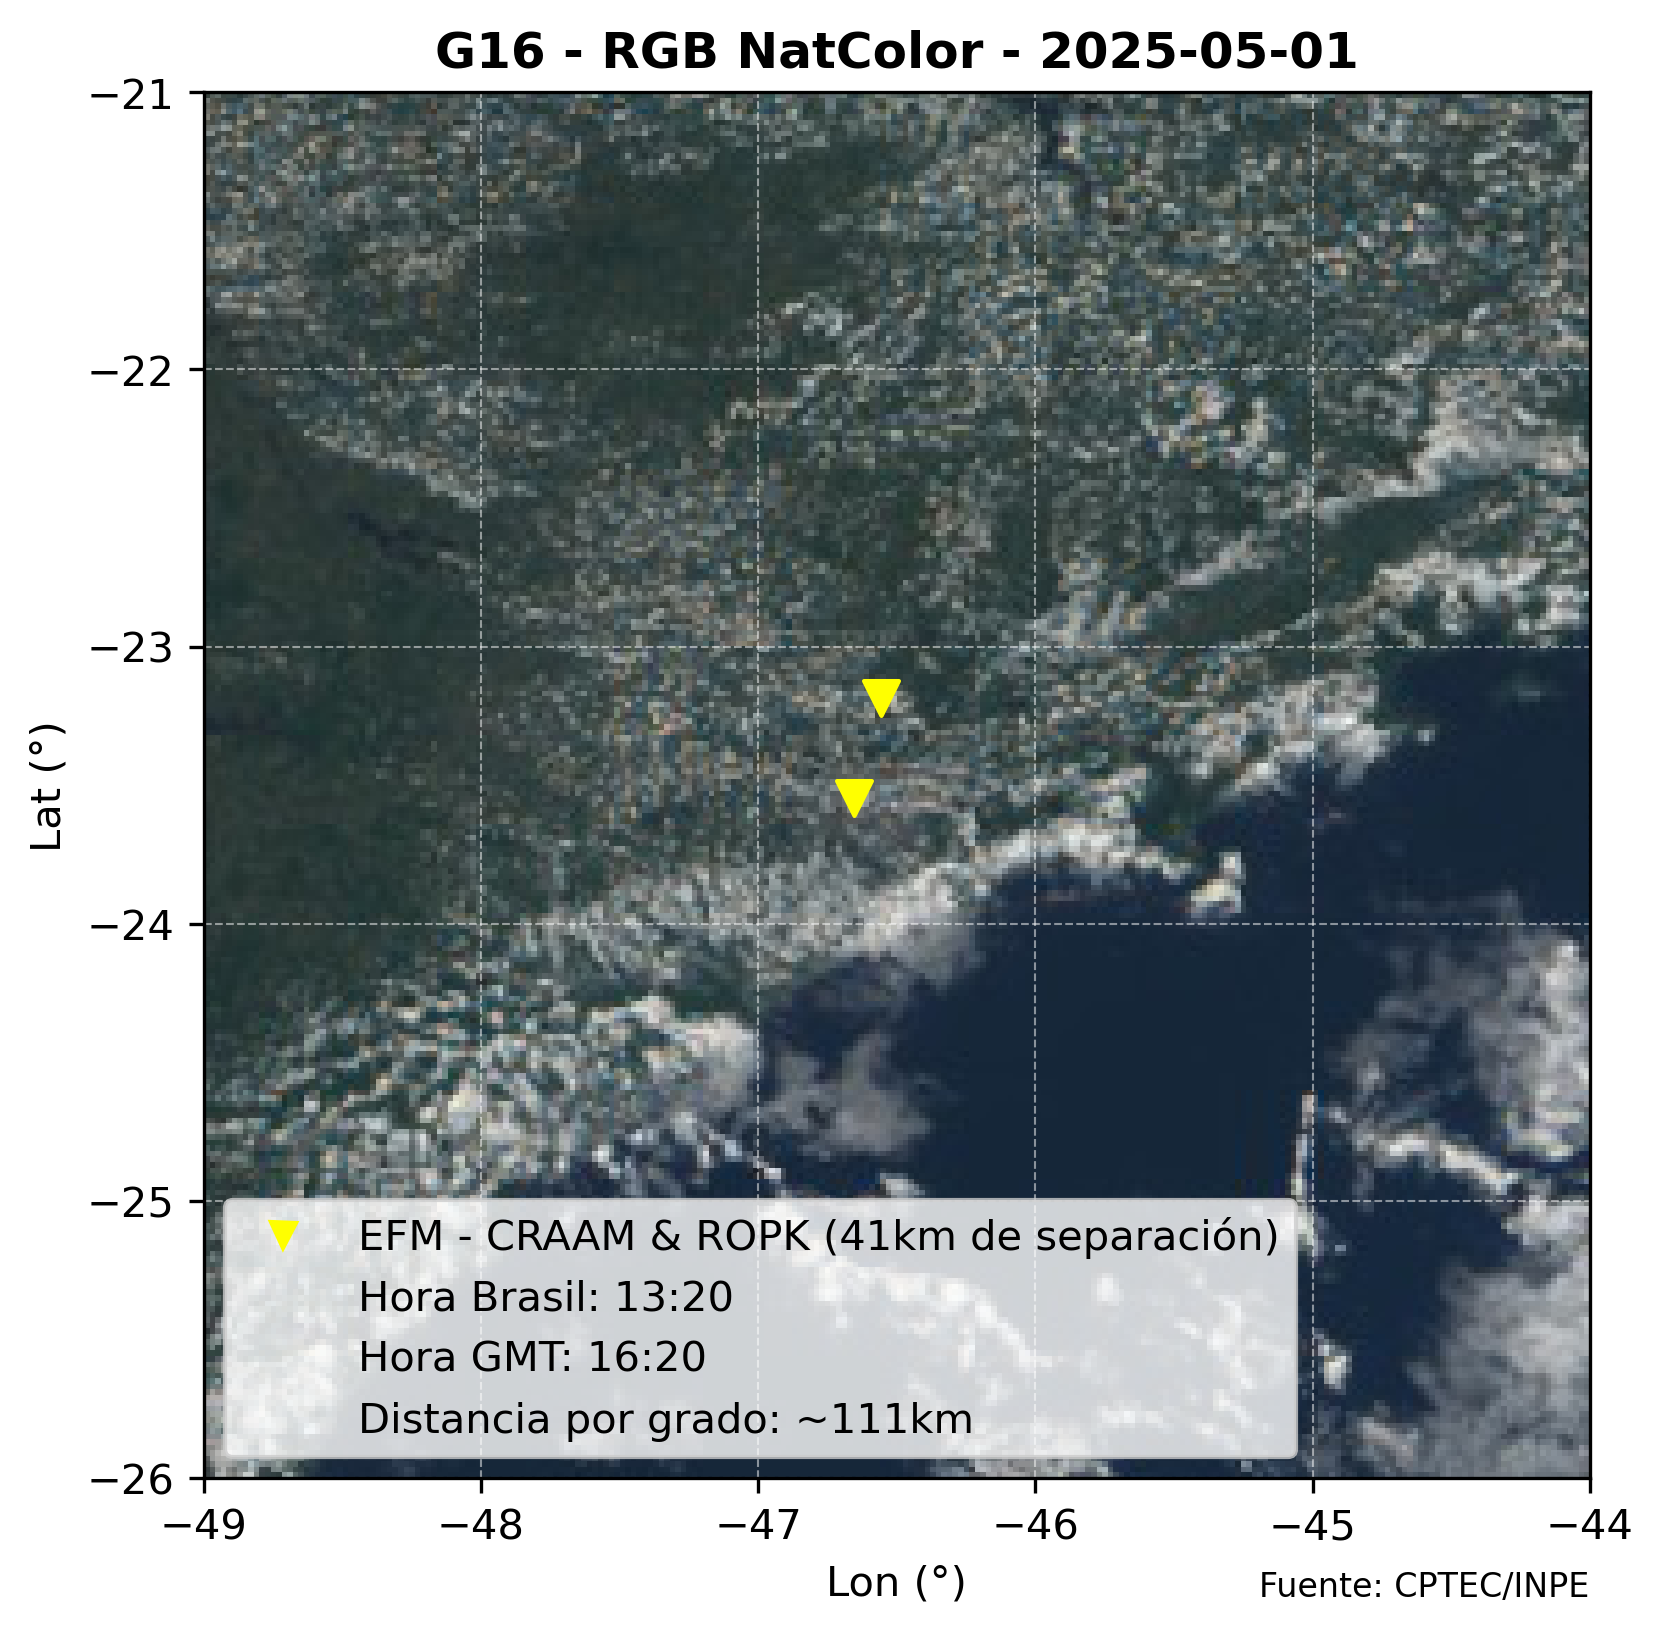 G16 - RGB NatColor - 2025-05-01
−21
−22
−23
−24
−25
−26
Lat (°)
EFM - CRAAM & ROPK (41km de separación)
Hora Brasil: 13:20
Hora GMT: 16:20
Distancia por grado: ~111km
−49 −48 −47 −46 −45 −44
Lon (°)
Fuente: CPTEC/INPE